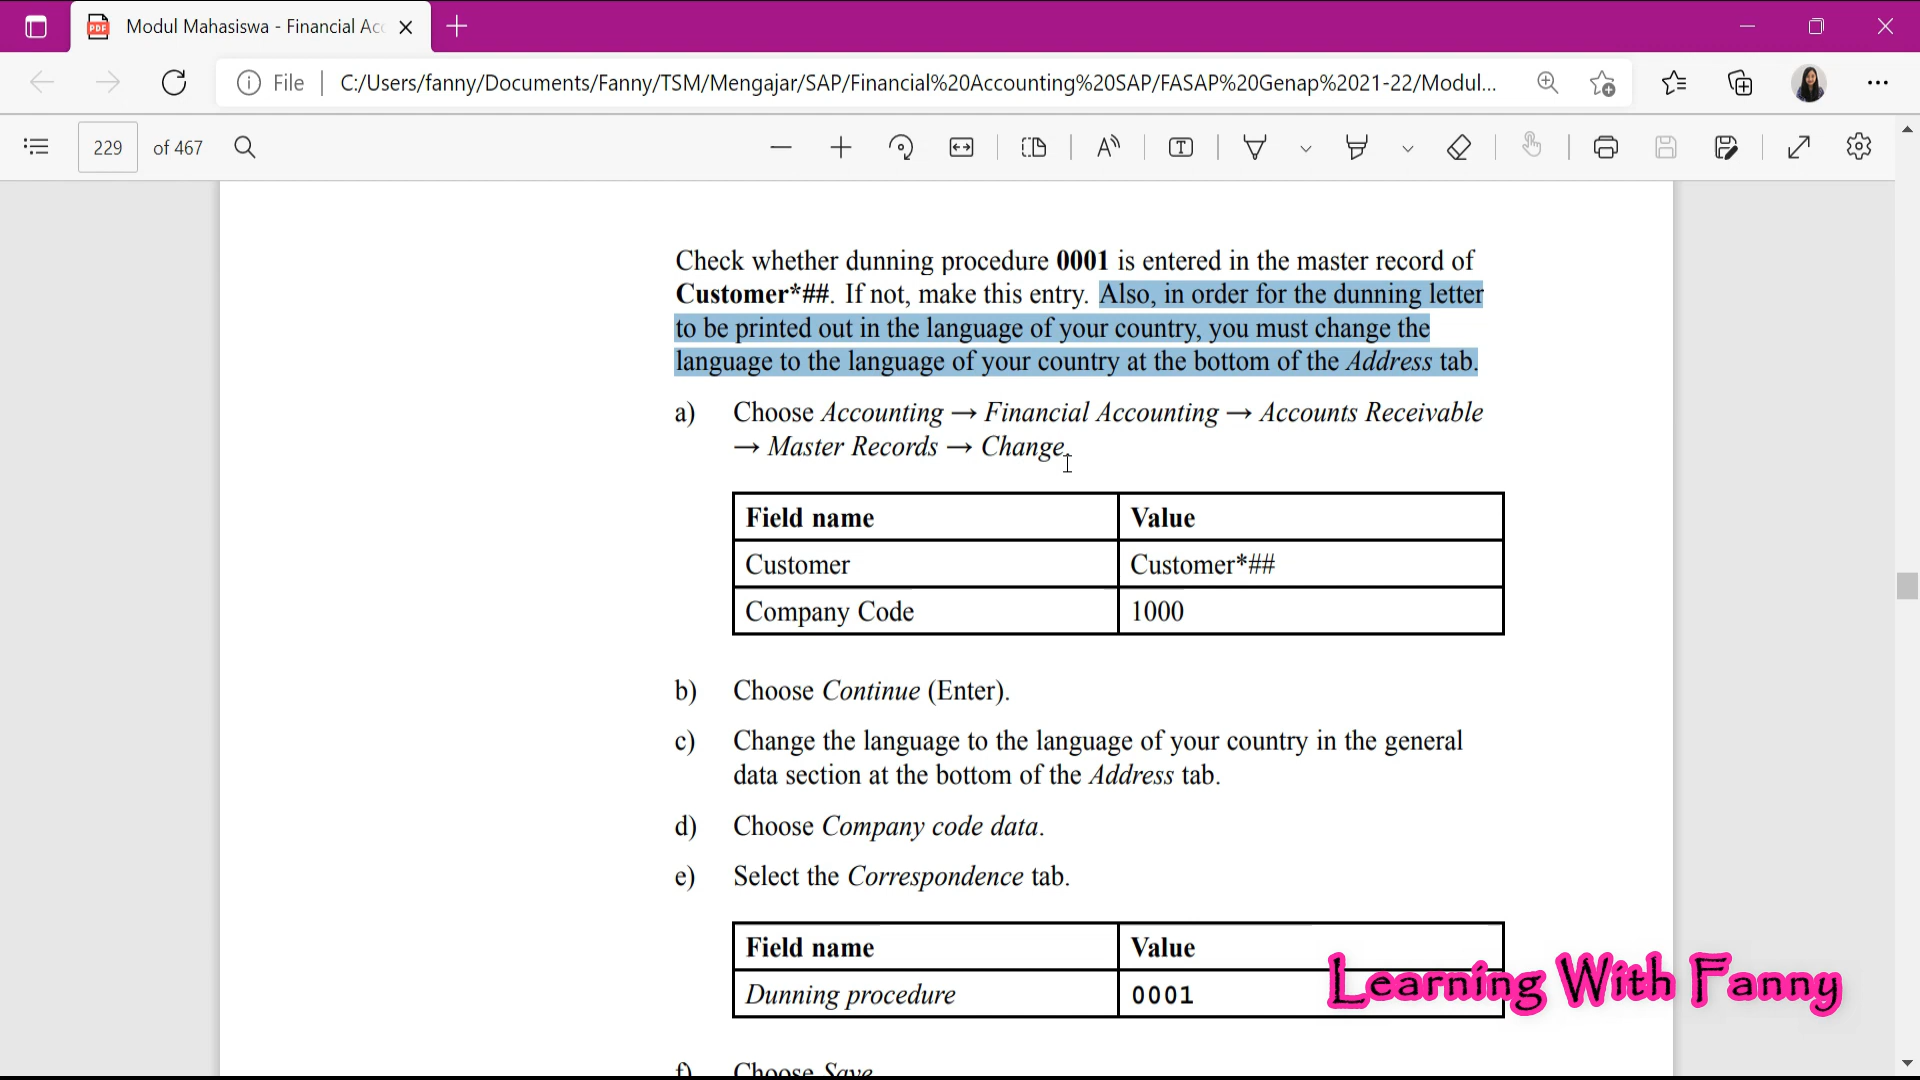 Modul Mahasiswa - Financial Acc
File
C:/Users/fanny/Documents/Fanny/TSM/Mengajar/SAP/Financial%20Accounting%20SAP/FASAP%20Genap%2021-22/Modul...
229 of 467
Check whether dunning procedure 0001 is entered in the master record of
Customer*##. If not, make this entry. Also, in order for the dunning letter
to be printed out in the language of your country, you must change the
language to the language of your country at the bottom of the Address tab.
a) Choose Accounting → Financial Accounting → Accounts Receivable
→ Master Records → Change.
Field name Value
Customer Customer*##
Company Code 1000
b) Choose Continue (Enter).
c) Change the language to the language of your country in the general
data section at the bottom of the Address tab.
d) Choose Company code data.
e) Select the Correspondence tab.
Field name Value
Dunning procedure 0001
Learning With Fanny
f) Choose Save